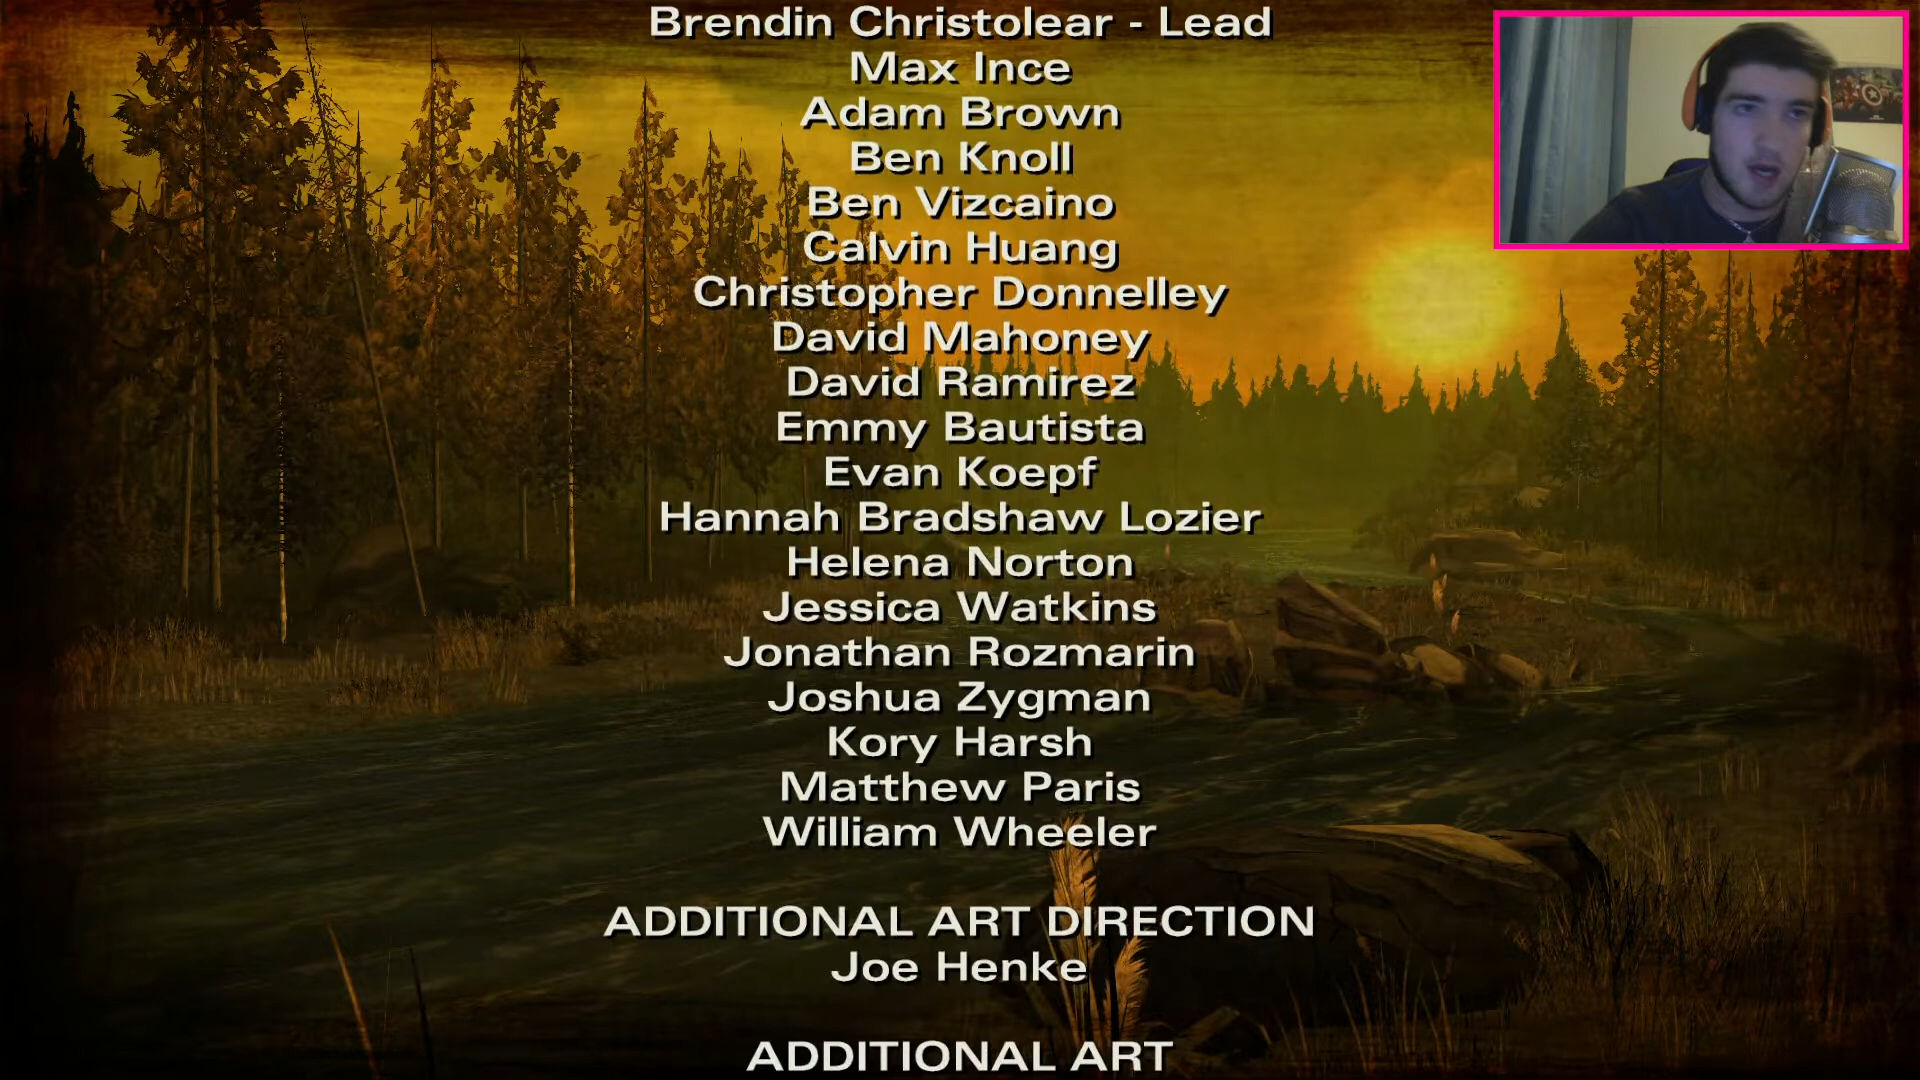 Brendin Christolear - Lead
Max Ince
Adam Brown
Ben Knoll
Ben Vizcaino
Calvin Huang
Christopher Donnelley
David Mahoney
David Ramirez
Emmy Bautista
Evan Koepf
Hannah Bradshaw Lozier
Helena Norton
Jessica Watkins
Jonathan Rozmarin
Joshua Zygman
Kory Harsh
Matthew Paris
William Wheeler
ADDITIONAL ART DIRECTION
Joe Henke
ADDITIONAL ART